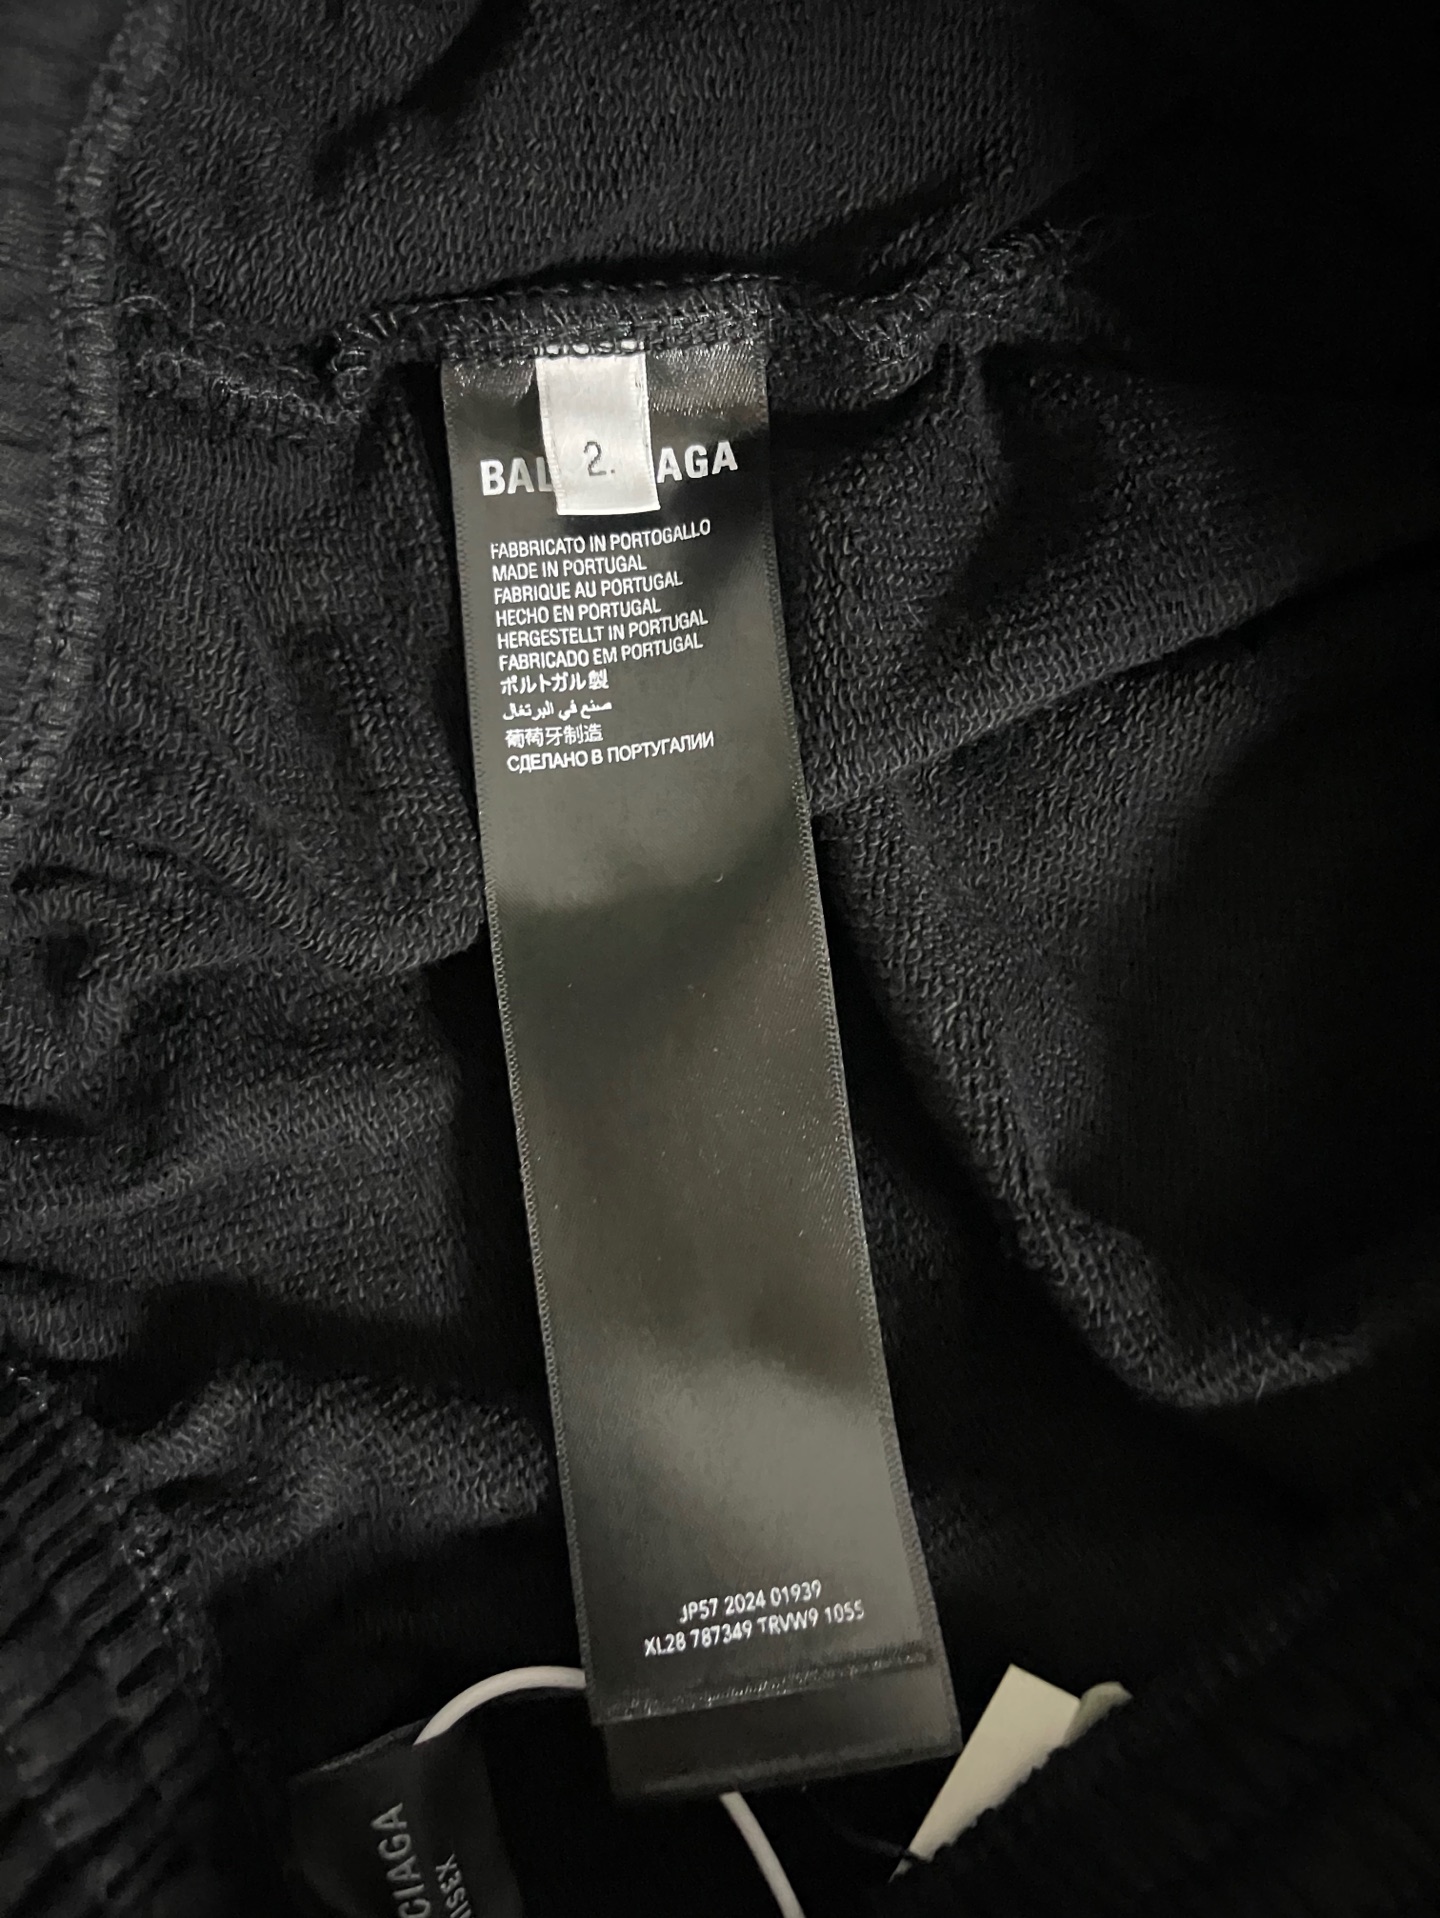 2.
BAL AGA
FABBRICATO IN PORTOGALLO
MADE IN PORTUGAL
FABRIQUE AU PORTUGAL
HECHO EN PORTUGAL
HERGESTELLT IN PORTUGAL
FABRICADO EM PORTUGAL
ポルトガル製
صنع في البرتغال
葡萄牙制造
СДЕЛАНО В ПОРТУГАЛИИ
JP57 2024 01939
XL28 787349 TRVW9 1055
CIAGA
NISEX